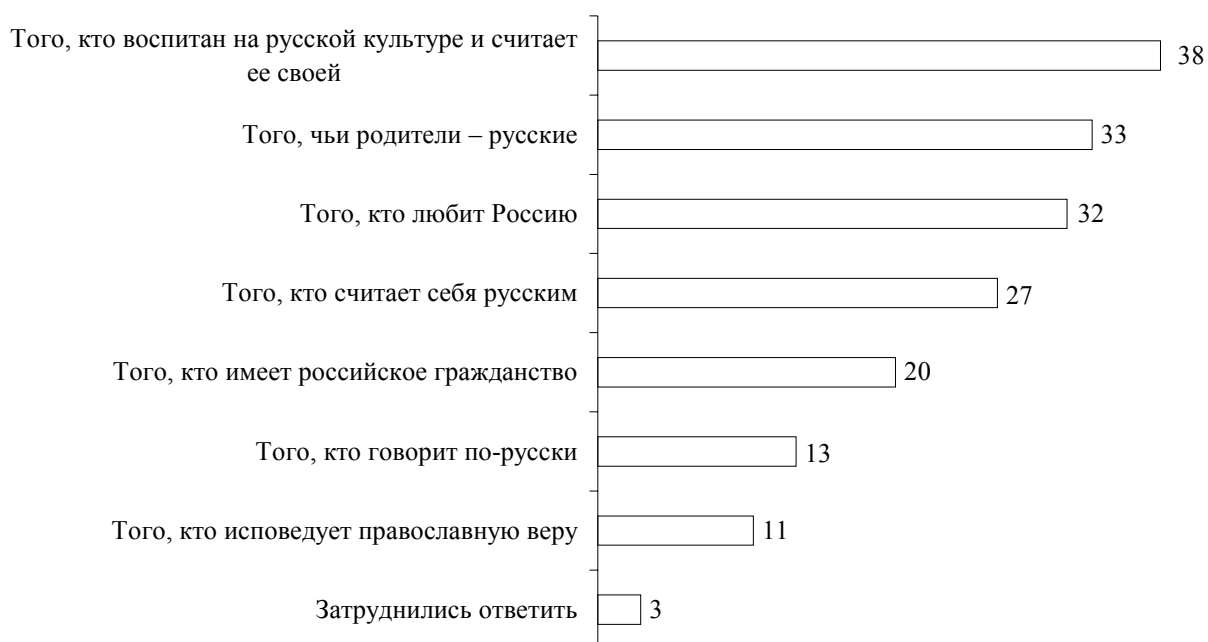 Того, кто воспитан на русской культуре и считает
ее своей
38
Того, чьи родители – русские
33
Того, кто любит Россию
32
Того, кто считает себя русским
27
Того, кто имеет российское гражданство
20
Того, кто говорит по-русски
13
Того, кто исповедует православную веру
11
Затруднились ответить
3